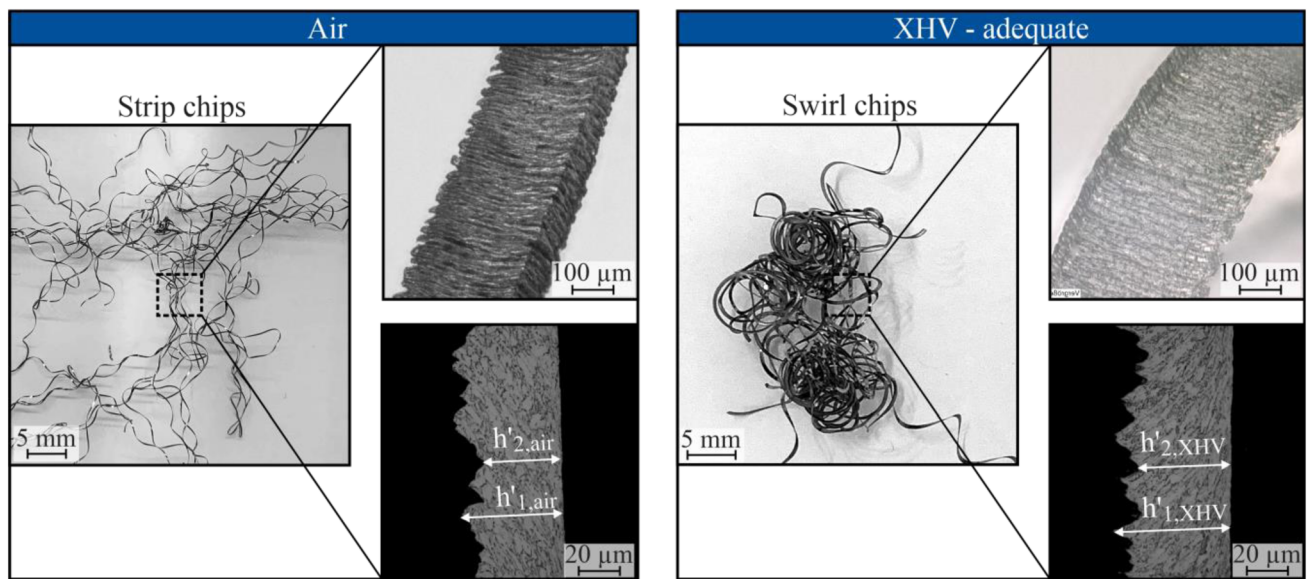 Air
Strip chips
5 mm
100 µm
h'2,air
h'1,air
20 µm
XHV - adequate
Swirl chips
5 mm
100 µm
h'2,XHV
h'1,XHV
20 µm